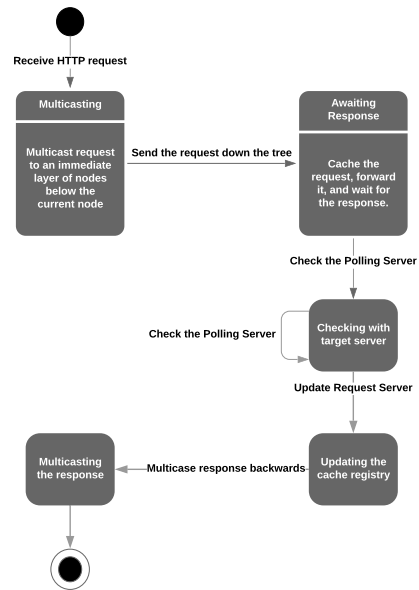 Receive HTTP request
Multicasting
Multicast request
to an immediate
layer of nodes
below the
current node
Send the request down the tree
Awaiting
Response
Cache the
request, forward
it, and wait for
the response.
Check the Polling Server
Checking with
target server
Check the Polling Server
Update Request Server
Updating the
cache registry
Multicase response backwards
Multicasting
the response